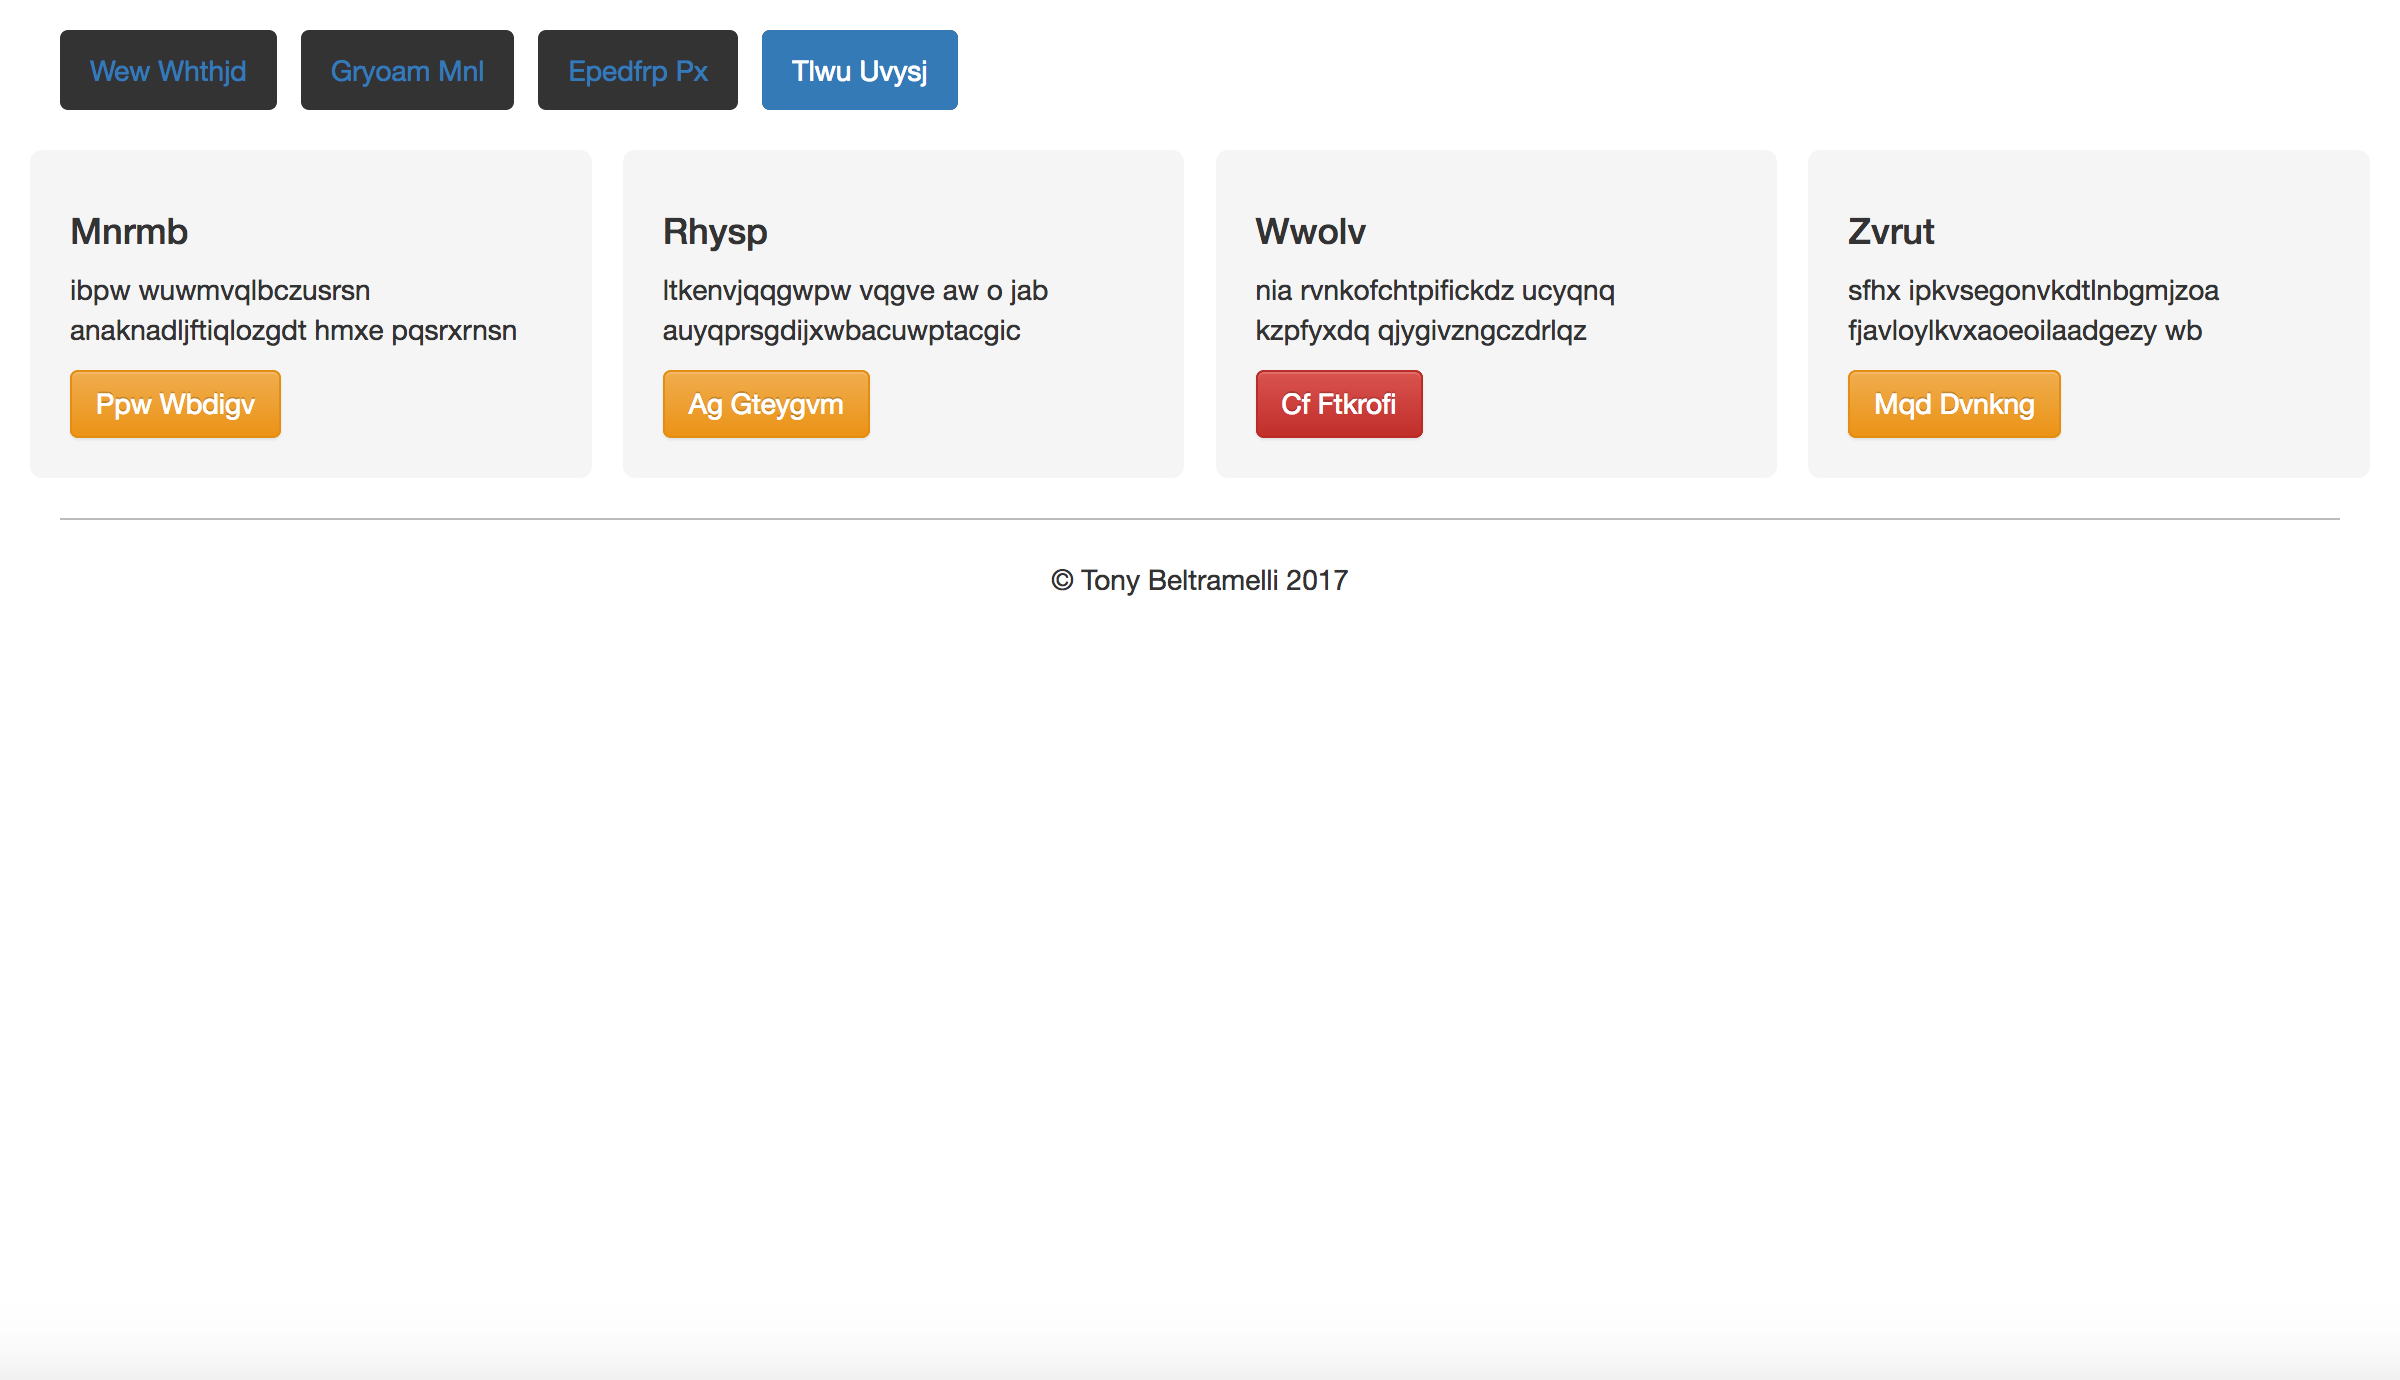 Wew Whthjd
Gryoam Mnl
Epedfrp Px
Tlwu Uvysj
Mnrmb
ibpw wuwmvqlbczusrsn
anaknadljftiqlozgdt hmxe pqsrxrnsn
Ppw Wbdigv
Rhysp
ltkenvjqqgwpw vqgve aw o jab
auyqprsgdijxwbacuwptacgic
Ag Gteygvm
Wwolv
nia rvnkofchtpifickdz ucyqnq
kzpfyxdq qjygivzngczdrlqz
Cf Ftkrofi
Zvrut
sfhx ipkvsegonvkdtlnbgmjzoa
fjavloylkvxaoeoilaadgezy wb
Mqd Dvnkng
© Tony Beltramelli 2017